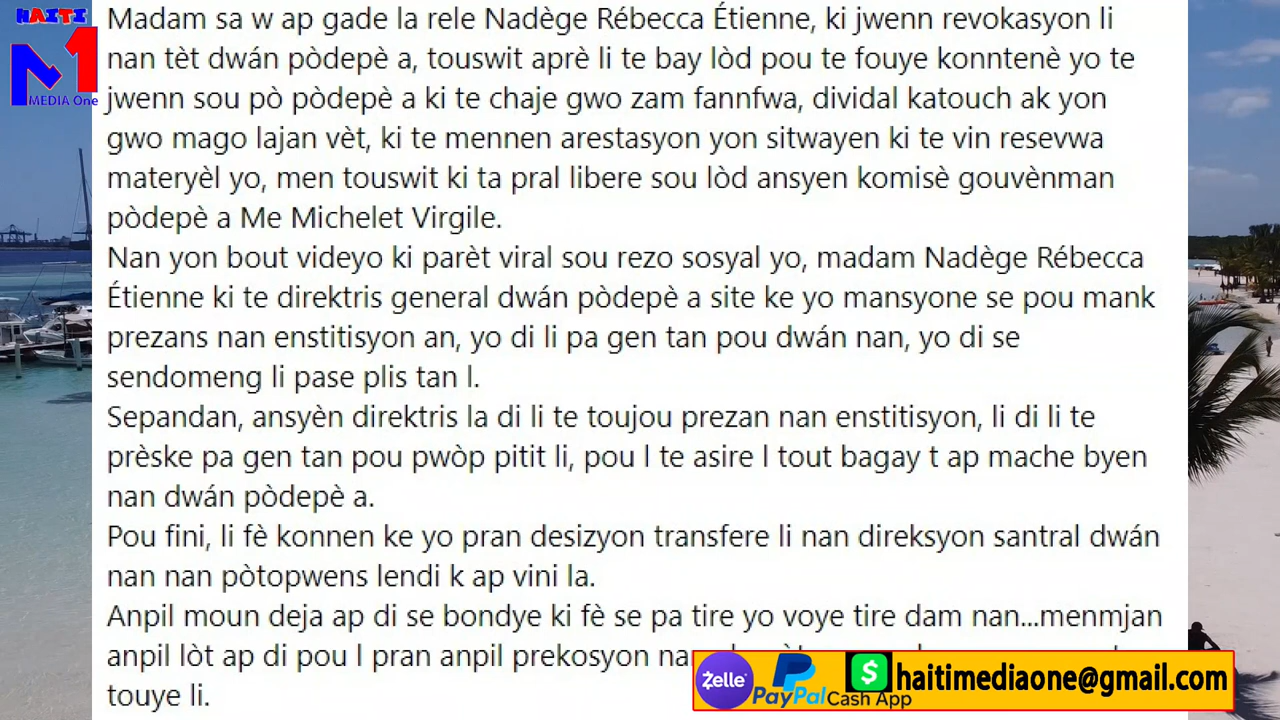 HAITI
M1
MEDIA One
Madam sa w ap gade la rele Nadège Rébecca Étienne, ki jwenn revokasyon li
nan tèt dwán pòdepè a, touswit aprè li te bay lòd pou te fouye konntenè yo te
jwenn sou pò pòdepè a ki te chaje gwo zam fannfwa, dividal katouch ak yon
gwo mago lajan vèt, ki te mennen arestasyon yon sitwayen ki te vin resevwa
materyèl yo, men touswit ki ta pral libere sou lòd ansyen komisè gouvènman
pòdepè a Me Michelet Virgile.
Nan yon bout videyo ki parèt viral sou rezo sosyal yo, madam Nadège Rébecca
Étienne ki te direktris general dwán pòdepè a site ke yo mansyone se pou mank
prezans nan enstitisyon an, yo di li pa gen tan pou dwán nan, yo di se
sendomeng li pase plis tan l.
Sepandan, ansyèn direktris la di li te toujou prezan nan enstitisyon, li di li te
prèske pa gen tan pou pwòp pitit li, pou l te asire l tout bagay t ap mache byen
nan dwán pòdepè a.
Pou fini, li fè konnen ke yo pran desizyon transfere li nan direksyon santral dwán
nan nan pòtopwens lendi k ap vini la.
Anpil moun deja ap di se bondye ki fè se pa tire yo voye tire dam nan...menmjan
anpil lòt ap di pou l pran anpil prekosyon
touye li.
Zelle
PayPal
$
Cash App
haitimediaone@gmail.com